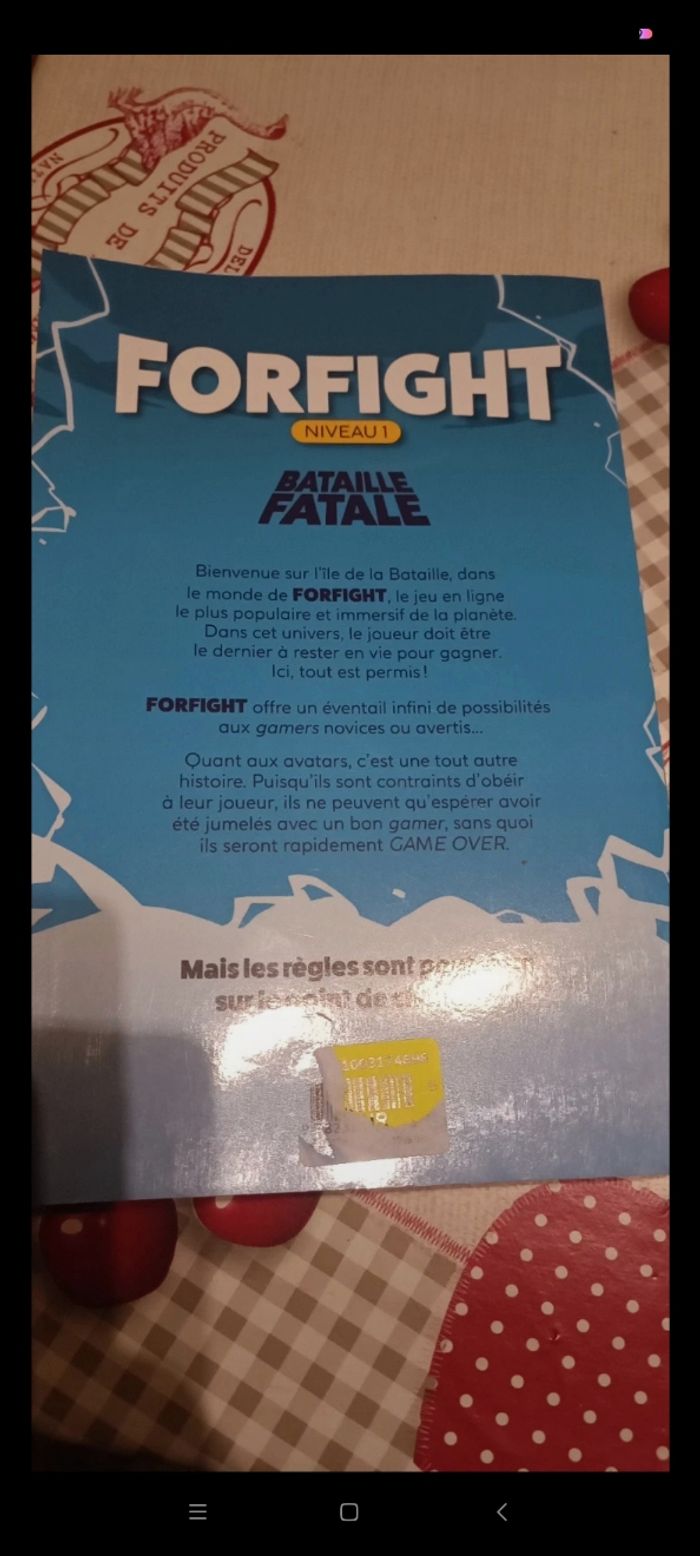 PRODUITS DE
FORFIGHT
NIVEAU 1
BATAILLE
FATALE
Bienvenue sur l'île de la Bataille, dans
le monde de FORFIGHT, le jeu en ligne
le plus populaire et immersif de la planète.
Dans cet univers, le joueur doit être
le dernier à rester en vie pour gagner.
Ici, tout est permis !
FORFIGHT offre un éventail infini de possibilités
aux gamers novices ou avertis...
Quant aux avatars, c'est une tout autre
histoire. Puisqu'ils sont contraints d'obéir
à leur joueur, ils ne peuvent qu'espérer avoir
été jumelés avec un bon gamer, sans quoi
ils seront rapidement GAME OVER.
Mais les règles sont
sur le point de